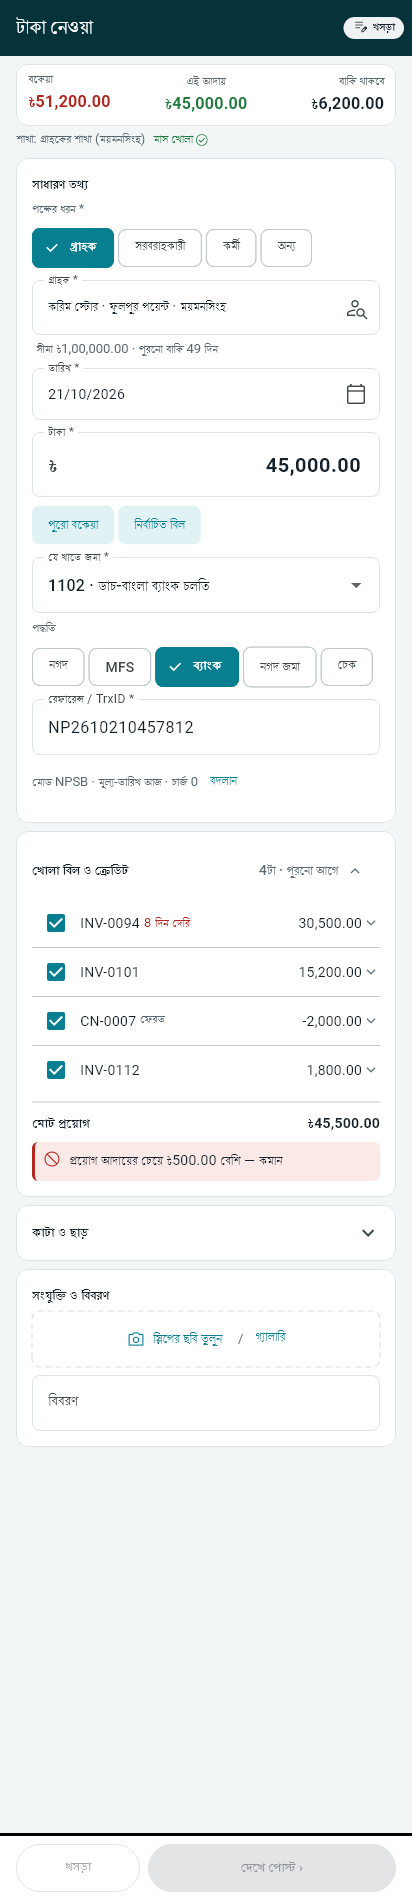 টাকা নেওয়া
খসড়া
বকেয়া
এই আদায়
বাকি থাকবে
৳51,200.00
৳45,000.00
৳6,200.00
শাখা: গ্রাহকের শাখা (ময়মনসিংহ) মাস খোলা
সাধারণ তথ্য
পক্ষের ধরন *
গ্রাহক
সরবরাহকারী
কর্মী
অন্য
গ্রাহক *
করিম স্টোর · ফুলপুর পয়েন্ট · ময়মনসিংহ
সীমা ৳1,00,000.00 · পুরনো বাকি 49 দিন
তারিখ *
21/10/2026
টাকা *
৳ 45,000.00
পুরো বকেয়া
নির্বাচিত বিল
যে খাতে জমা *
1102 · ডাচ-বাংলা ব্যাংক চলতি
পদ্ধতি
নগদ
MFS
ব্যাংক
নগদ জমা
চেক
রেফারেন্স / TrxID *
NP2610210457812
মোড NPSB · মূল্য-তারিখ আজ · চার্জ 0 বদলান
খোলা বিল ও ক্রেডিট 4টা · পুরনো আগে
INV-0094 8 দিন দেরি 30,500.00
INV-0101 15,200.00
CN-0007 ফেরত -2,000.00
INV-0112 1,800.00
মোট প্রয়োগ ৳45,500.00
প্রয়োগ আদায়ের চেয়ে ৳500.00 বেশি — কমান
কাটা ও ছাড়
সংযুক্তি ও বিবরণ
স্লিপের ছবি তুলুন / গ্যালারি
বিবরণ
খসড়া
দেখে পোস্ট ›